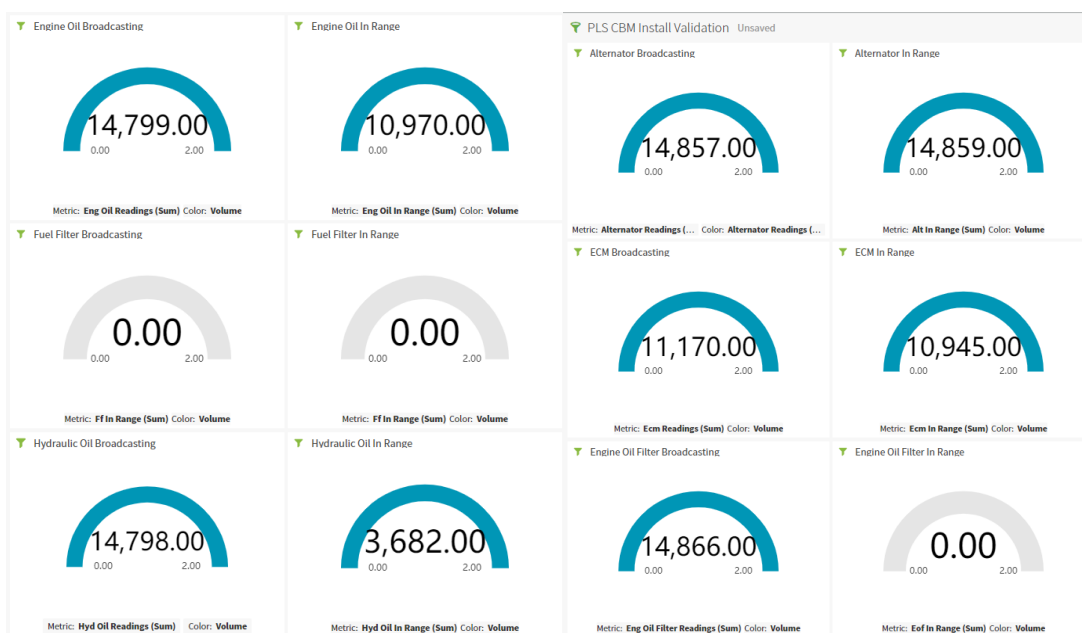 Engine Oil Broadcasting
14,799.00
0.00 2.00
Metric: Eng Oil Readings (Sum) Color: Volume
Engine Oil In Range
10,970.00
0.00 2.00
Metric: Eng Oil In Range (Sum) Color: Volume
Fuel Filter Broadcasting
0.00
0.00 2.00
Metric: Ff In Range (Sum) Color: Volume
Fuel Filter In Range
0.00
0.00 2.00
Metric: Ff In Range (Sum) Color: Volume
Hydraulic Oil Broadcasting
14,798.00
0.00 2.00
Metric: Hyd Oil Readings (Sum) Color: Volume
Hydraulic Oil In Range
3,682.00
0.00 2.00
Metric: Hyd Oil In Range (Sum) Color: Volume
PLS CBM Install Validation Unsaved
Alternator Broadcasting
14,857.00
0.00 2.00
Metric: Alternator Readings (... Color: Alternator Readings (...
Alternator In Range
14,859.00
0.00 2.00
Metric: Alt In Range (Sum) Color: Volume
ECM Broadcasting
11,170.00
0.00 2.00
Metric: Ecm Readings (Sum) Color: Volume
ECM In Range
10,945.00
0.00 2.00
Metric: Ecm In Range (Sum) Color: Volume
Engine Oil Filter Broadcasting
14,866.00
0.00 2.00
Metric: Eng Oil Filter Readings (Sum) Color: Volume
Engine Oil Filter In Range
0.00
0.00 2.00
Metric: Eof In Range (Sum) Color: Volume